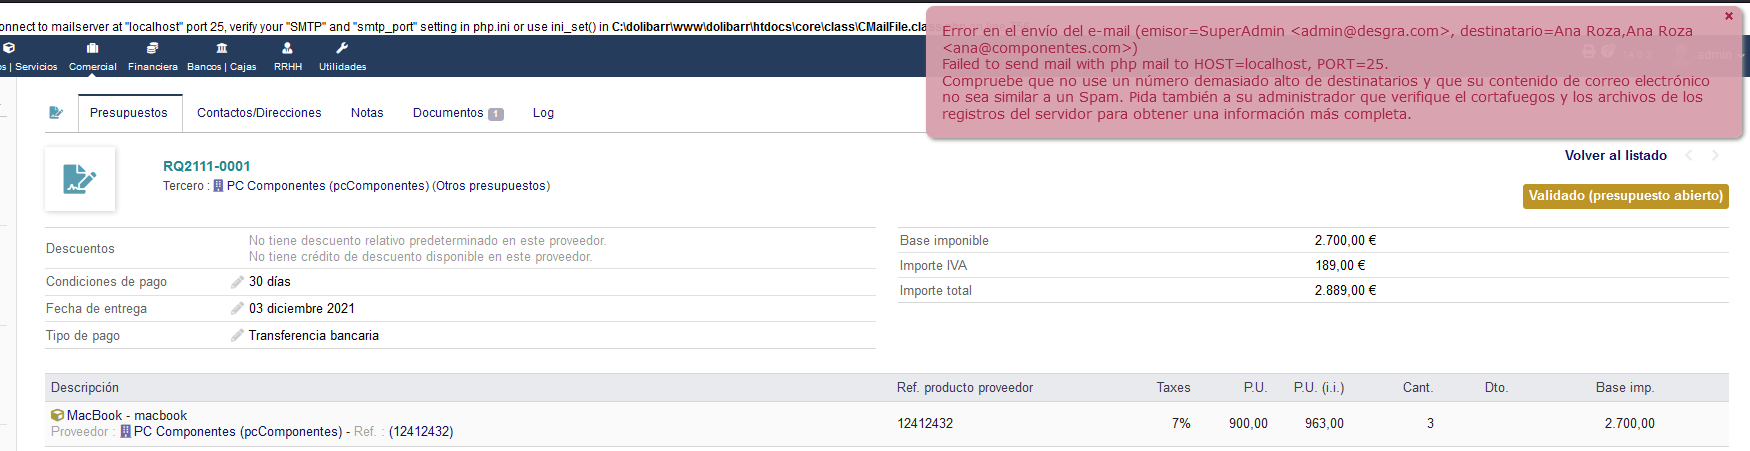 onnect to mailserver at "localhost" port 25, verify your "SMTP" and "smtp_port" setting in php.ini or use ini_set() in C:\dolibarr\www\dolibarr\htdocs\core\class\CMailFile.clas
Error en el envío del e-mail (emisor=SuperAdmin <admin@desgra.com>, destinatario=Ana Roza,Ana Roza
<ana@componentes.com>)
Failed to send mail with php mail to HOST=localhost, PORT=25.
Compruebe que no use un número demasiado alto de destinatarios y que su contenido de correo electrónico
no sea similar a un Spam. Pida también a su administrador que verifique el cortafuegos y los archivos de los
registros del servidor para obtener una información más completa.
os | Servicios Comercial Financiera Bancos | Cajas RRHH Utilidades
admin
Presupuestos Contactos/Direcciones Notas Documentos 1 Log
Volver al listado
RQ2111-0001
Tercero : PC Componentes (pcComponentes) (Otros presupuestos)
Validado (presupuesto abierto)
Descuentos No tiene descuento relativo predeterminado en este proveedor.
No tiene crédito de descuento disponible en este proveedor.
Condiciones de pago 30 días
Fecha de entrega 03 diciembre 2021
Tipo de pago Transferencia bancaria
Base imponible 2.700,00 €
Importe IVA 189,00 €
Importe total 2.889,00 €
Descripción Ref. producto proveedor Taxes P.U. P.U. (i.i.) Cant. Dto. Base imp.
MacBook - macbook
Proveedor : PC Componentes (pcComponentes) - Ref. : (12412432)
12412432 7% 900,00 963,00 3 2.700,00